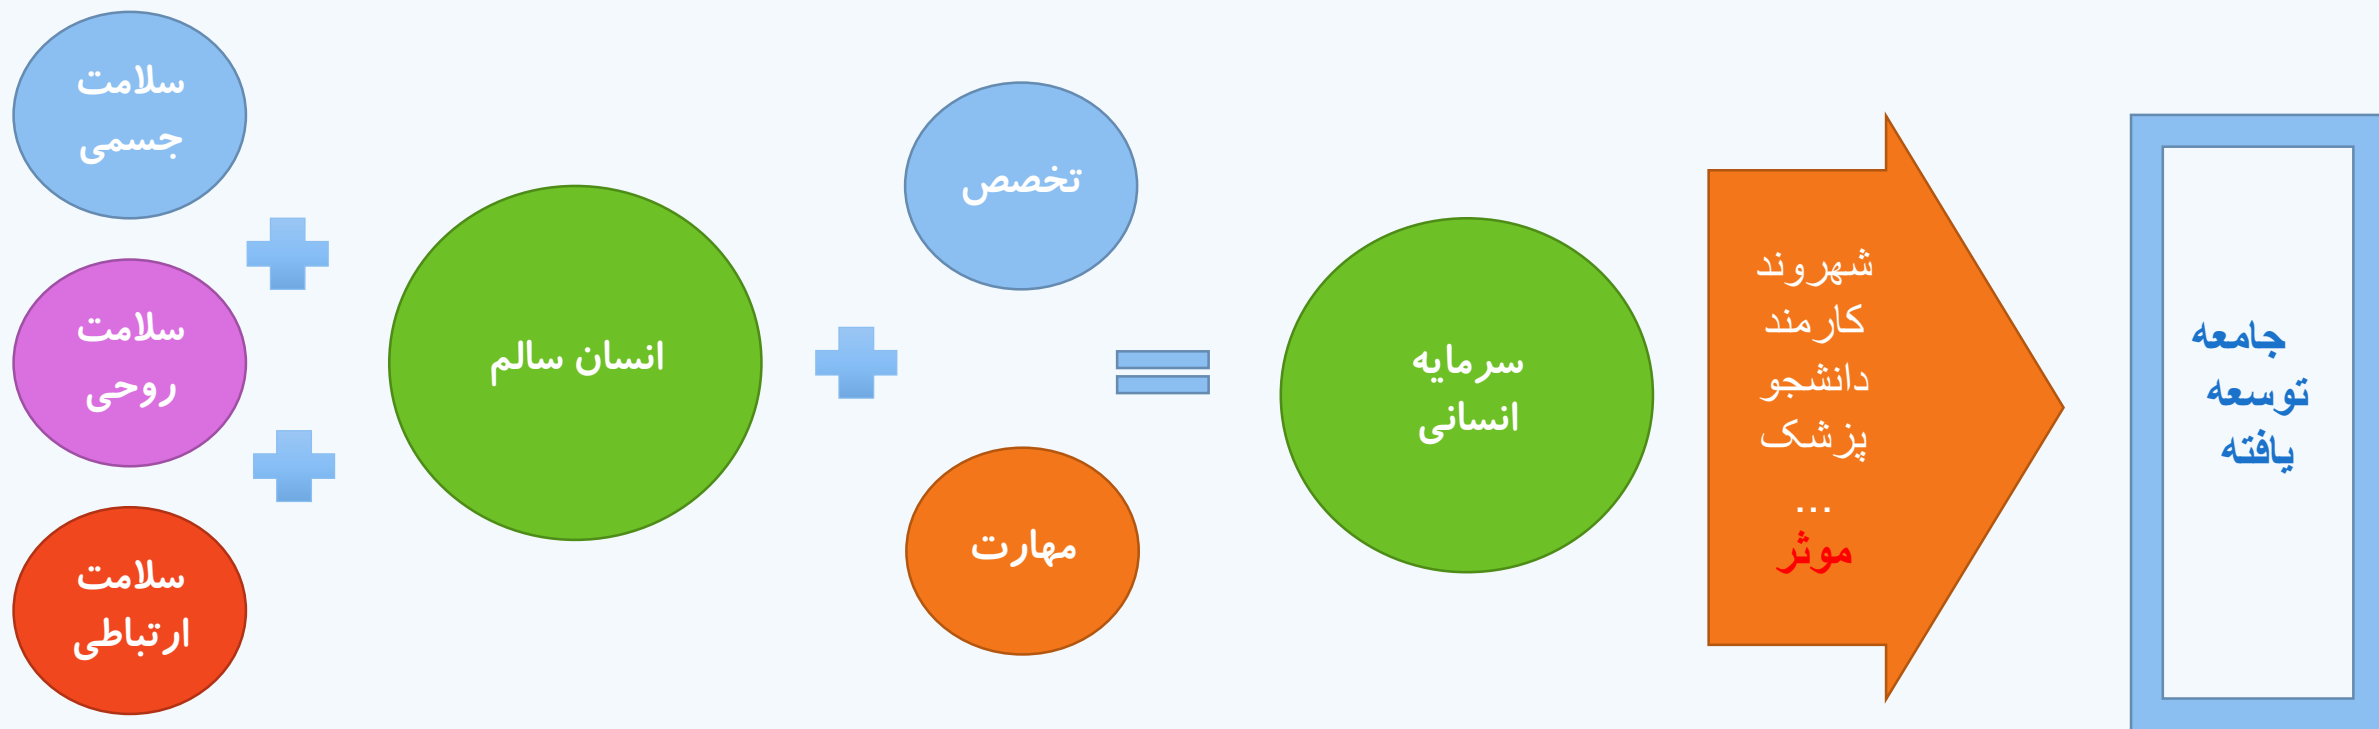 سلامت
جسمی
سلامت
روحی
سلامت
ارتباطی
انسان سالم
تخصص
مهارت
سرمایه
انسانی
شهروند
کارمند
دانشجو
پزشک
...
موثر
جامعه
توسعه
یافته